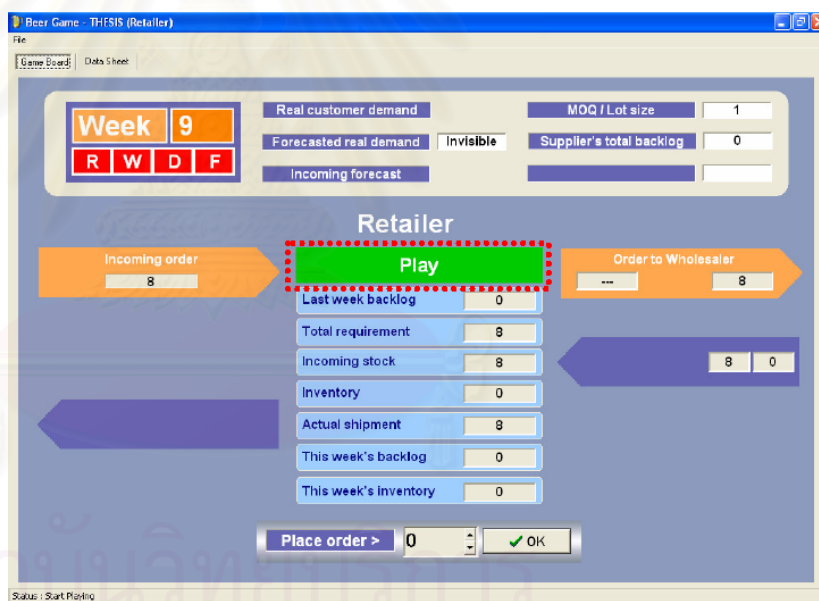 Beer Game - THESIS (Retailer)
File
Game Board Data Sheet
Week 9
R W D F
Real customer demand
Forecasted real demand Invisible
Incoming forecast
MOQ / Lot size 1
Supplier's total backlog 0
Retailer
Incoming order
8
Play
Order to Wholesaler
--- 8
Last week backlog 0
Total requirement 8
Incoming stock 8
8 0
Inventory 0
Actual shipment 8
This week's backlog 0
This week's inventory 0
Place order > 0 OK
Status : Start Playing